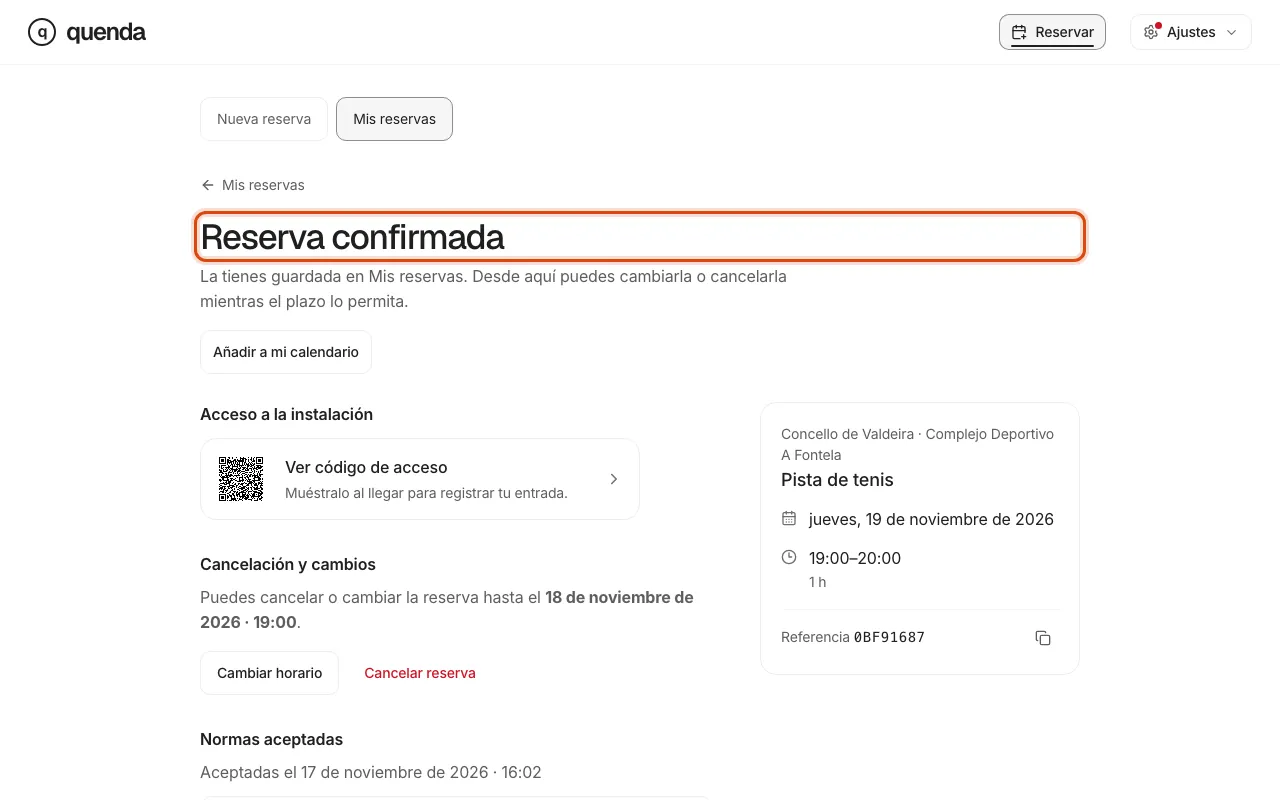 q quenda
Reservar
Ajustes
Nueva reserva
Mis reservas
Mis reservas
Reserva confirmada
La tienes guardada en Mis reservas. Desde aquí puedes cambiarla o cancelarla
mientras el plazo lo permita.
Añadir a mi calendario
Acceso a la instalación
Ver código de acceso
Muéstralo al llegar para registrar tu entrada.
Cancelación y cambios
Puedes cancelar o cambiar la reserva hasta el 18 de noviembre de
2026 · 19:00.
Cambiar horario
Cancelar reserva
Normas aceptadas
Aceptadas el 17 de noviembre de 2026 · 16:02
Concello de Valdeira · Complejo Deportivo
A Fontela
Pista de tenis
jueves, 19 de noviembre de 2026
19:00–20:00
1 h
Referencia 0BF91687